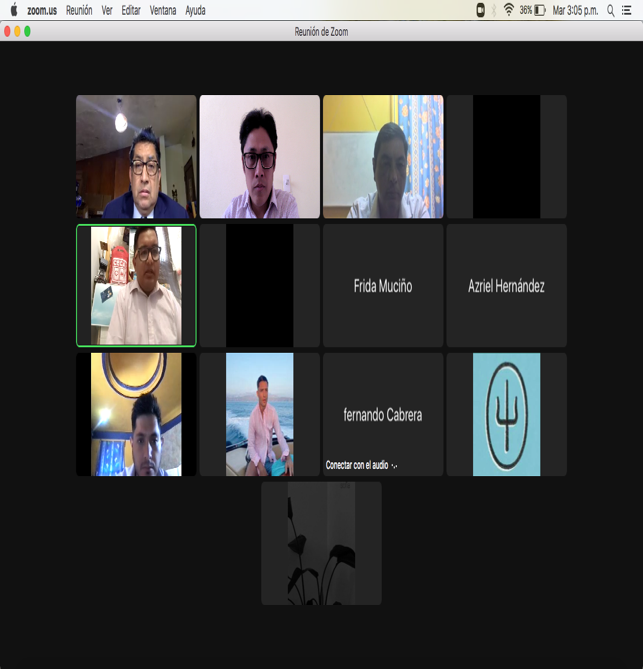 zoom.us Reunión Ver Editar Ventana Ayuda 36% Mar 3:05 p.m.
Reunión de Zoom
Frida Muciño
Azriel Hernández
fernando Cabrera
Conectar con el audio